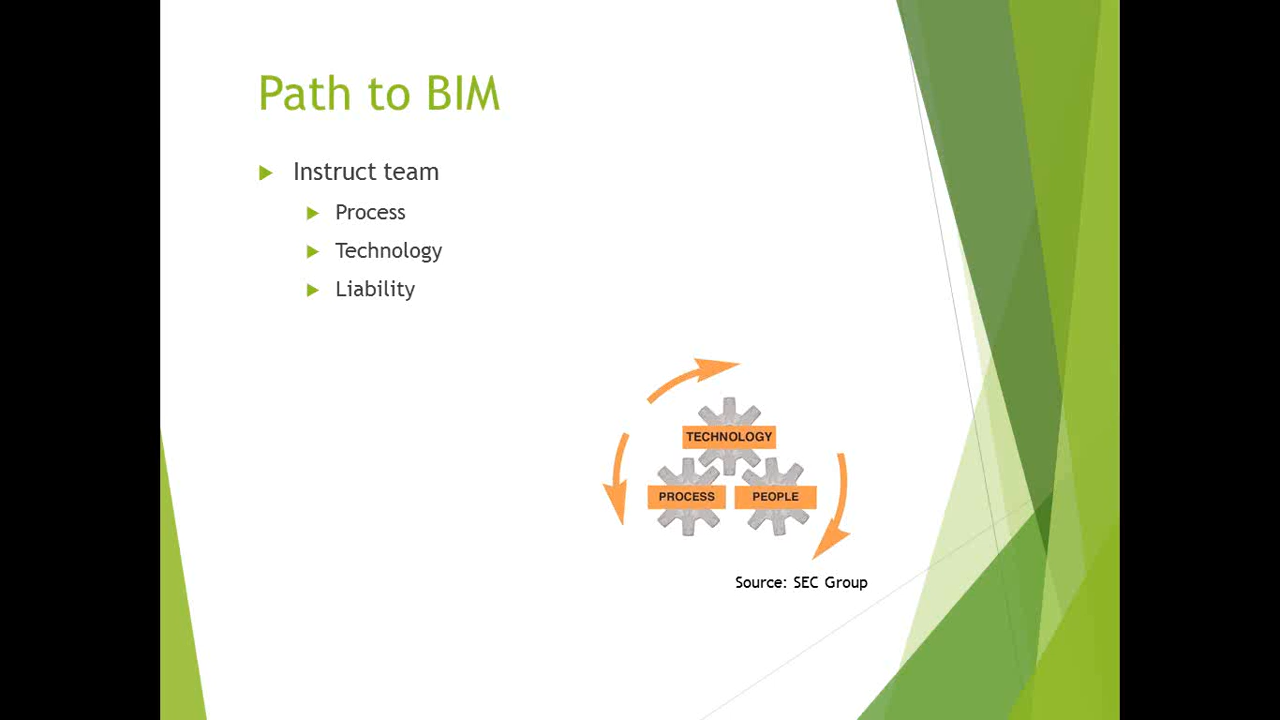 Path to BIM
Instruct team
Process
Technology
Liability
TECHNOLOGY
PROCESS
PEOPLE
Source: SEC Group